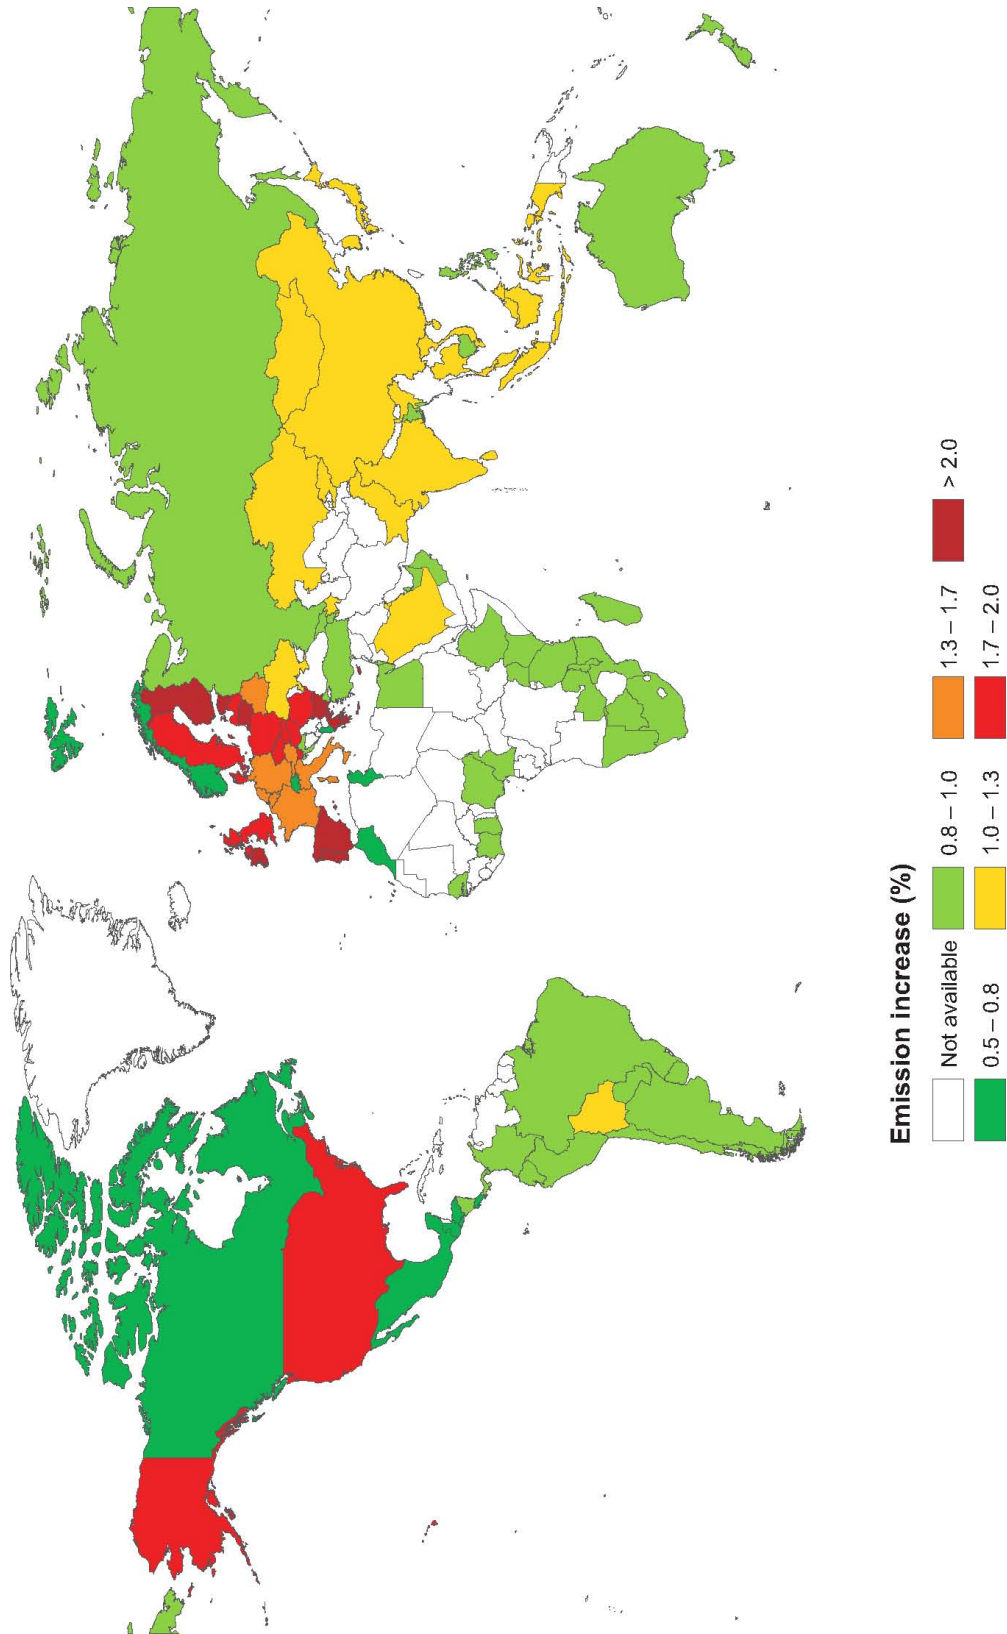 Emission increase (%)
Not available 0.8 – 1.0 1.3 – 1.7 > 2.0
0.5 – 0.8 1.0 – 1.3 1.7 – 2.0